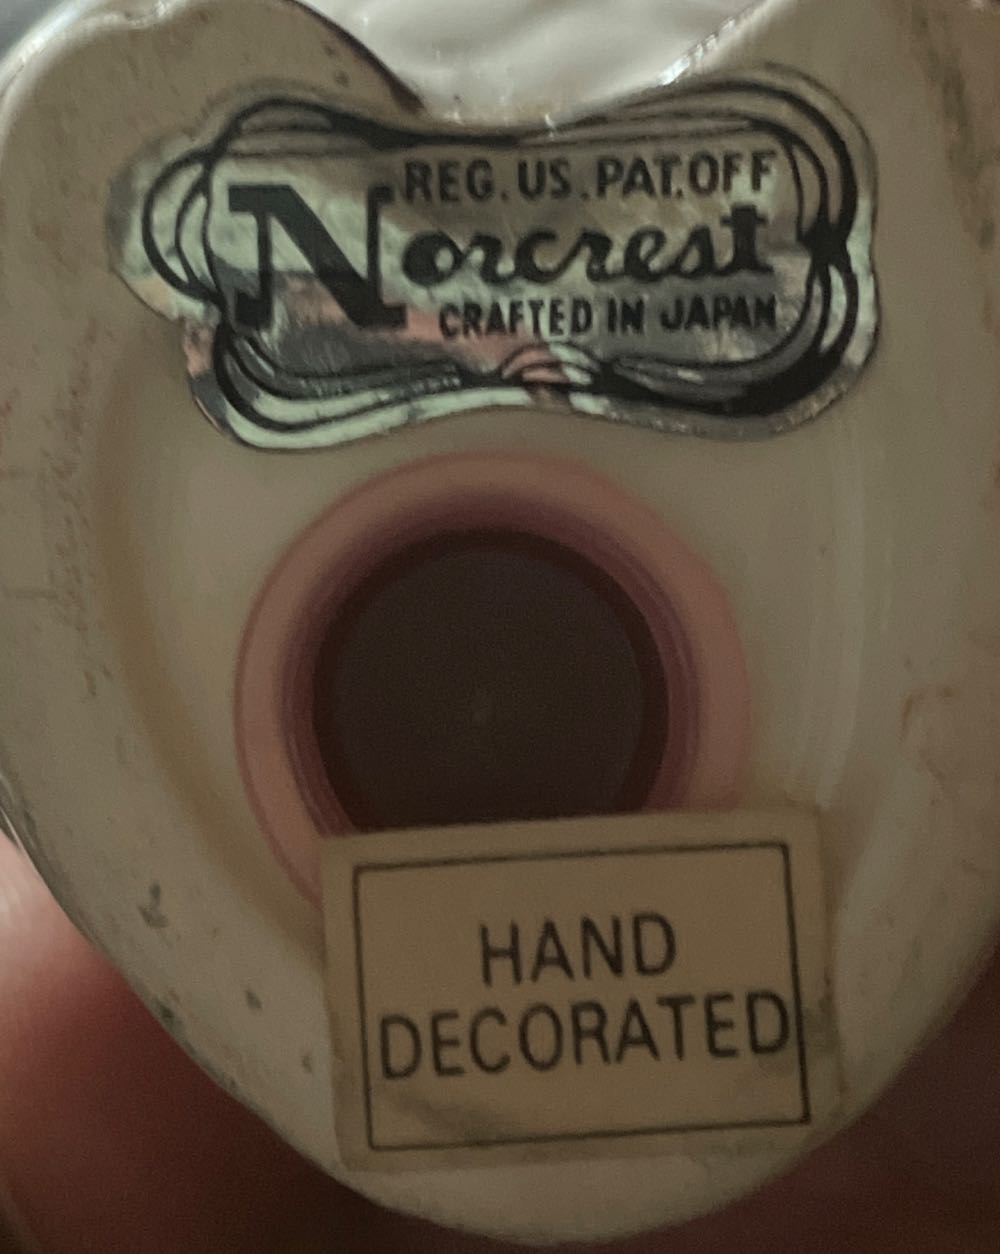 REG. US. PAT. OFF
Norcrest
CRAFTED IN JAPAN
HAND
DECORATED